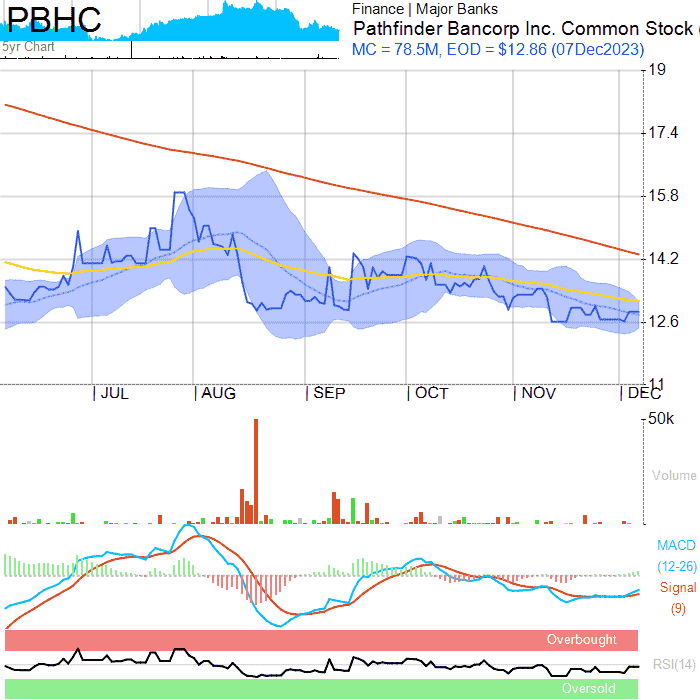 PBHC
5yr Chart
Finance | Major Banks
Pathfinder Bancorp Inc. Common Stock (
MC = 78.5M, EOD = $12.86 (07Dec2023)
19
17.4
15.8
14.2
12.6
11
JUL AUG SEP OCT NOV DEC
50k
Volume
MACD
(12-26)
Signal
(9)
Overbought
RSI(14)
Oversold